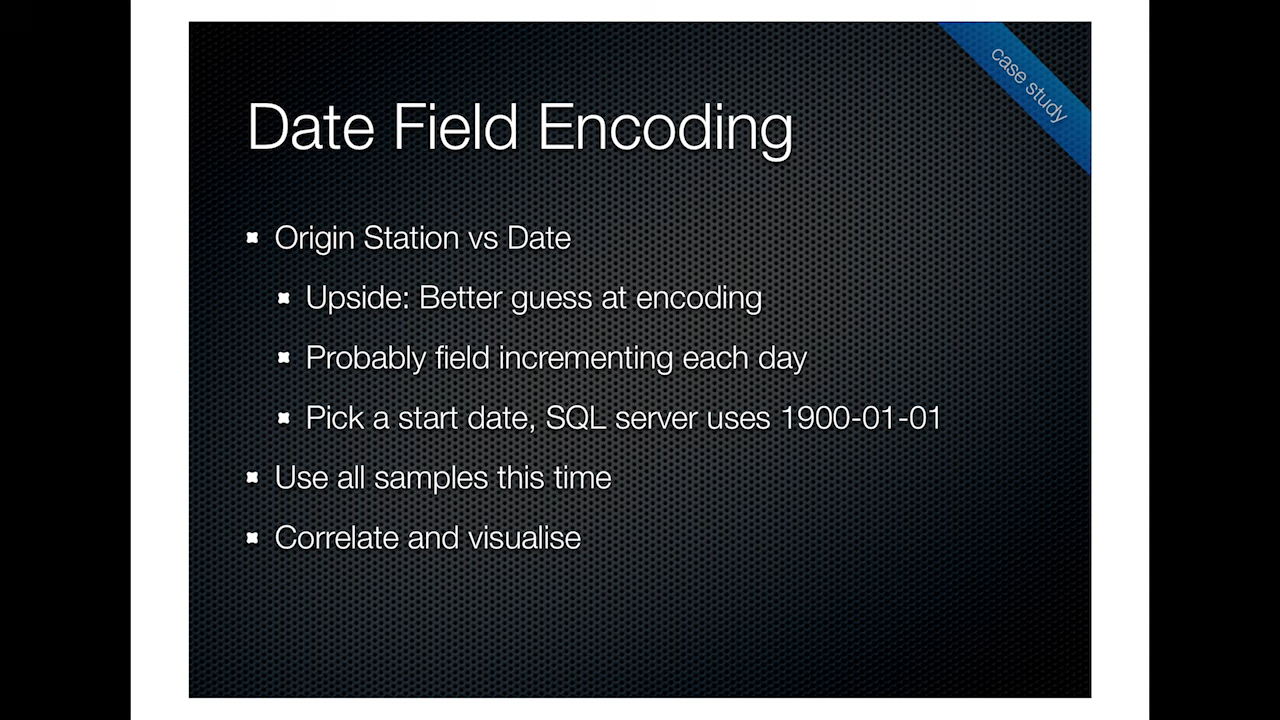 case study
Date Field Encoding
Origin Station vs Date
Upside: Better guess at encoding
Probably field incrementing each day
Pick a start date, SQL server uses 1900-01-01
Use all samples this time
Correlate and visualise